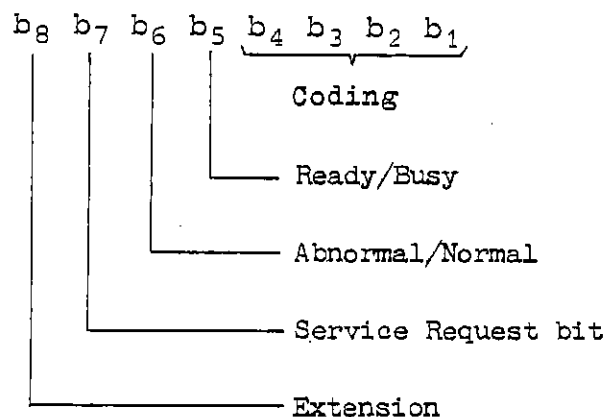 b8 b7 b6 b5 b4 b3 b2 b1
Coding
Ready/Busy
Abnormal/Normal
Service Request bit
Extension